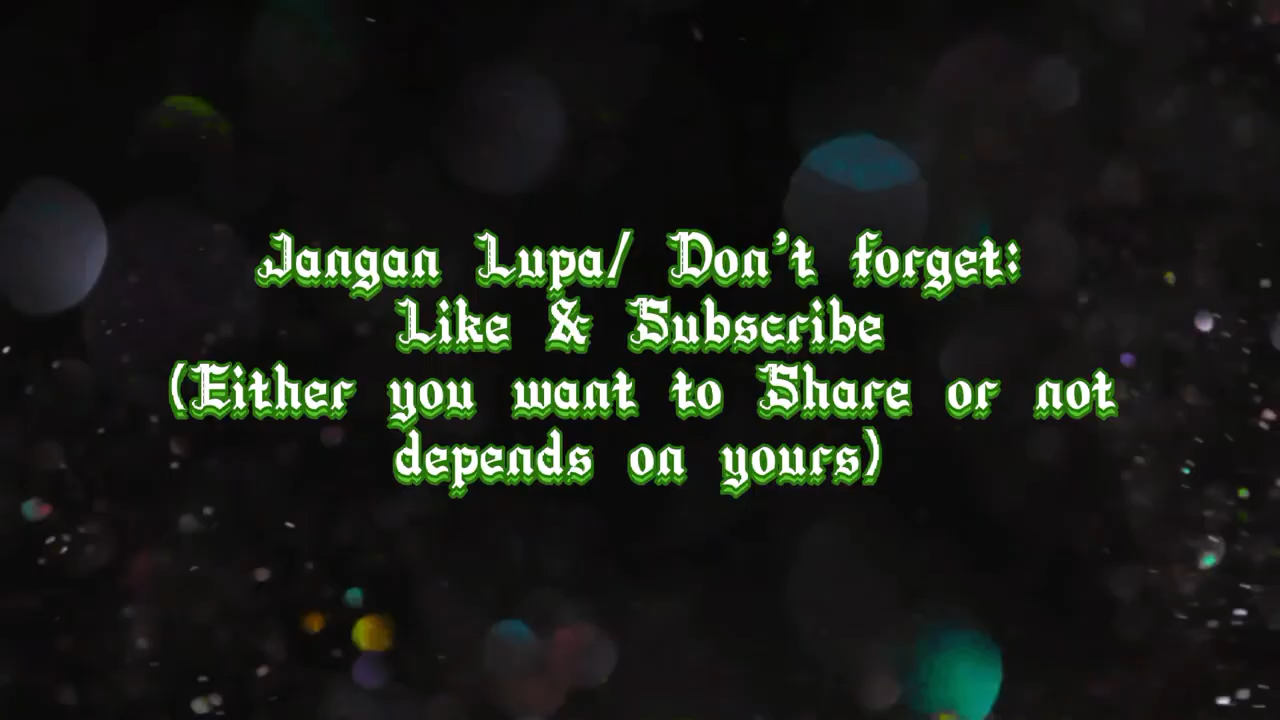 Jangan Lupa/ Don't forget:
Like & Subscribe
(Either you want to Share or not
depends on yours)